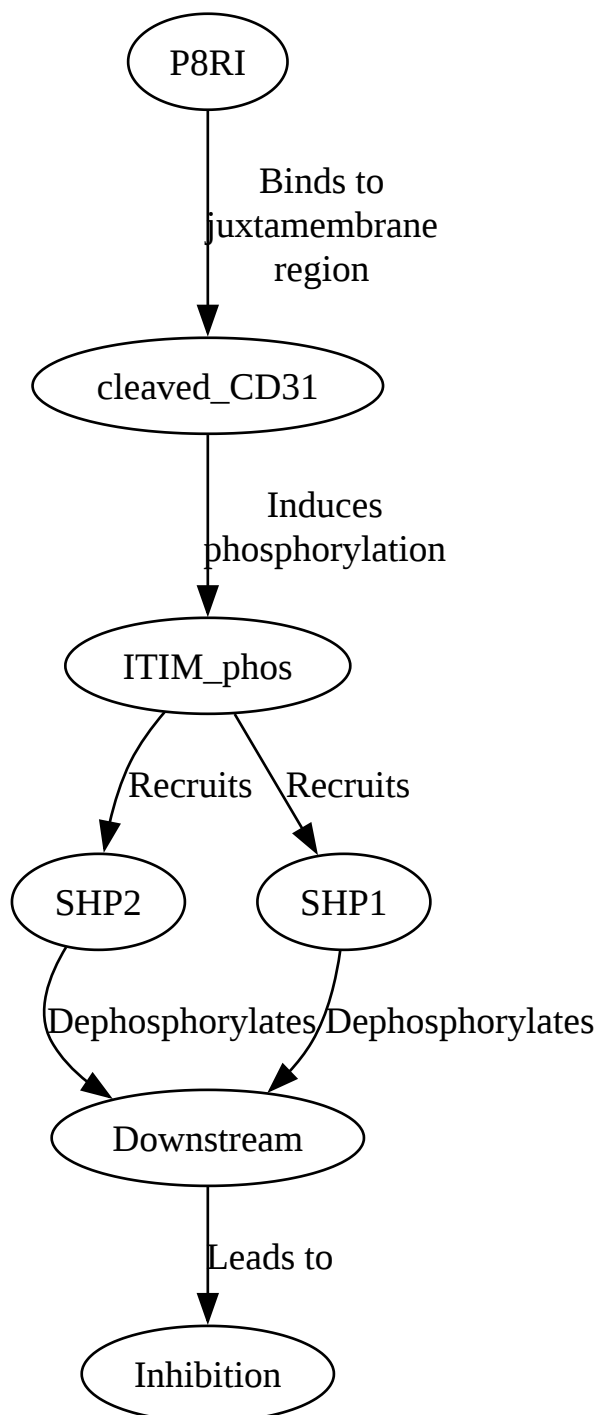 P8RI
Binds to
juxtamembrane
region
cleaved_CD31
Induces
phosphorylation
ITIM_phos
Recruits Recruits
SHP2 SHP1
Dephosphorylates Dephosphorylates
Downstream
Leads to
Inhibition